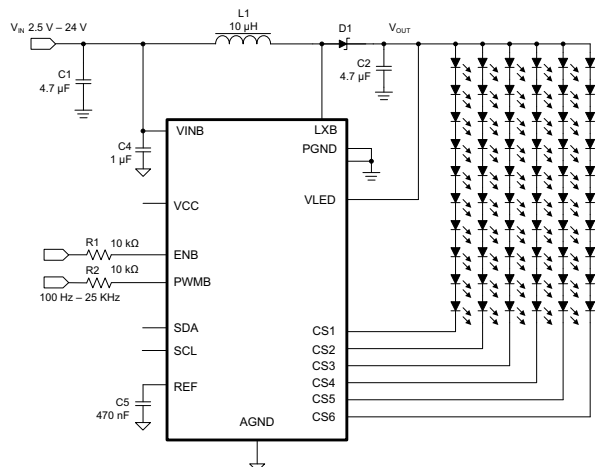 L1
V_IN 2.5 V – 24 V
10 µH
D1
V_OUT
C1
4.7 µF
C2
4.7 µF
VINB
LXB
C4
1 µF
PGND
VCC
VLED
R1
10 kΩ
ENB
R2
10 kΩ
PWMB
100 Hz – 25 KHz
SDA
SCL
CS1
CS2
CS3
CS4
CS5
CS6
REF
C5
470 nF
AGND